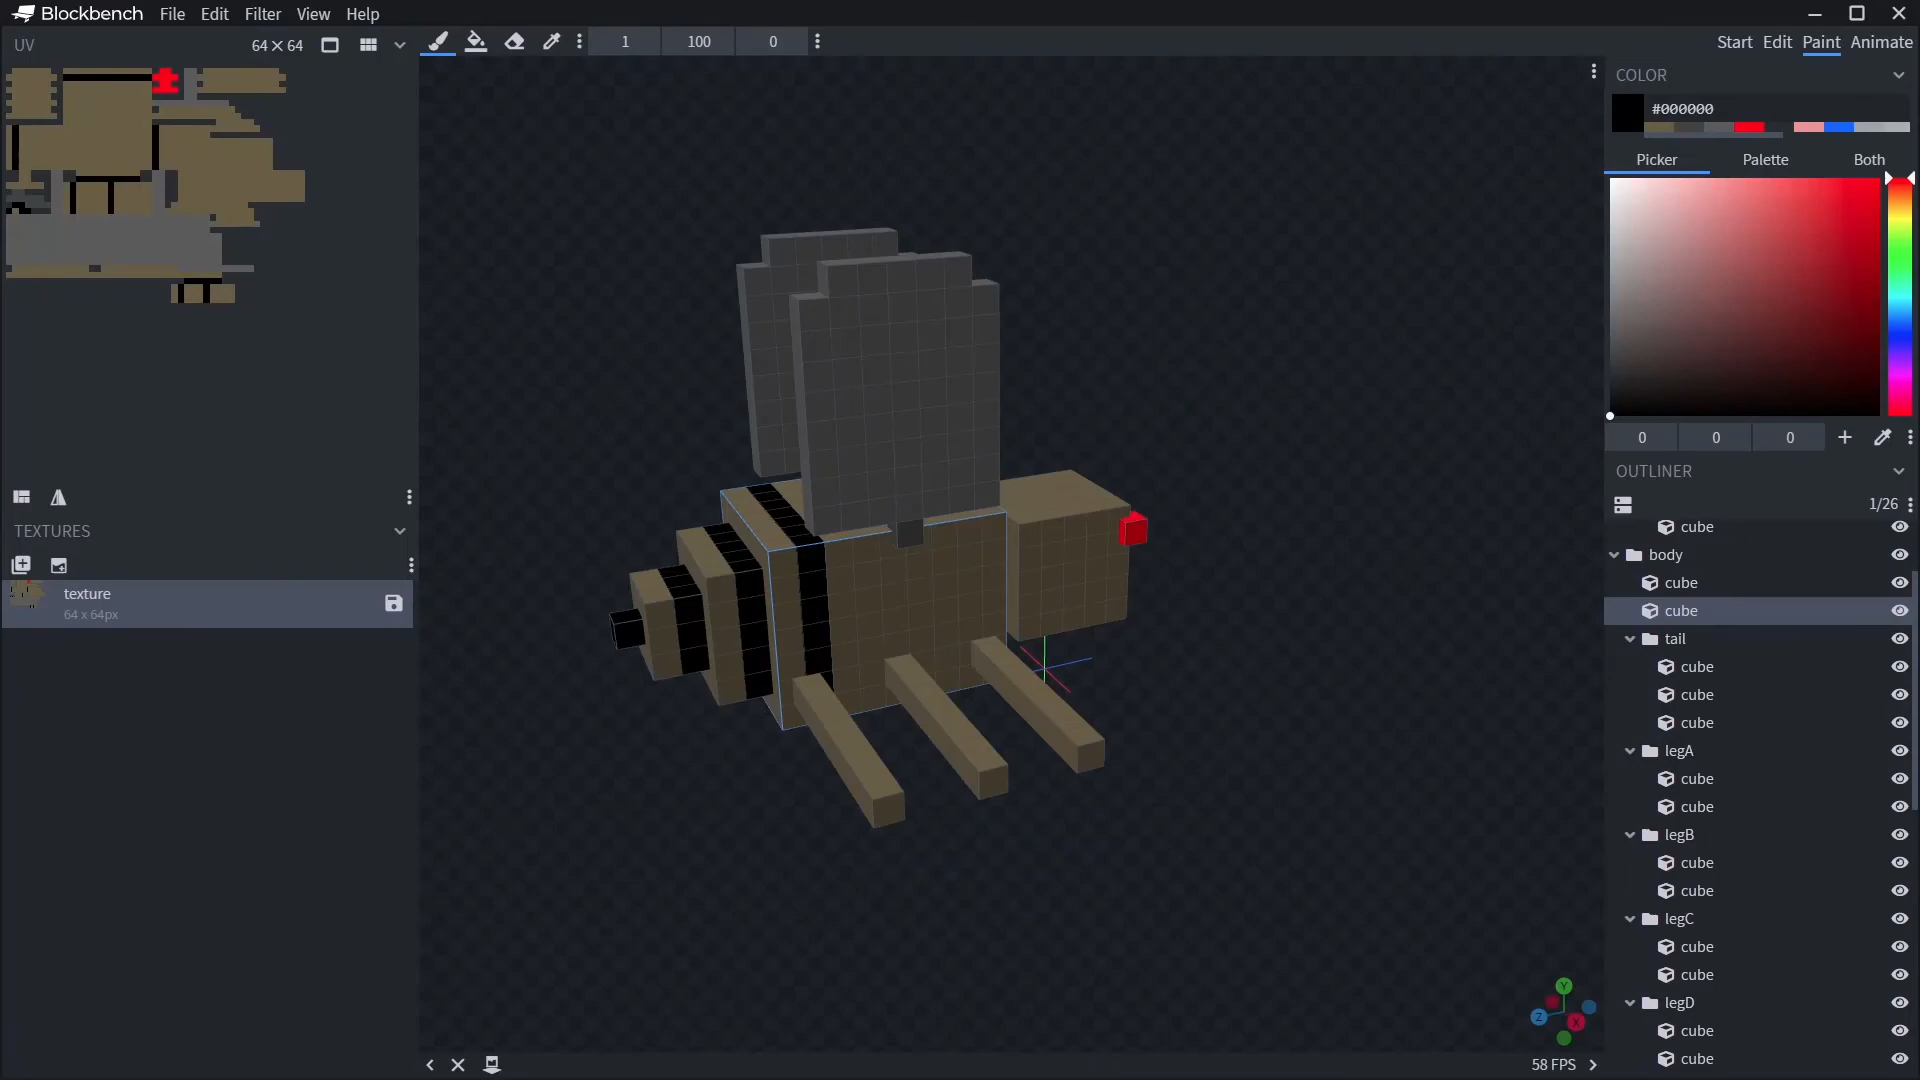 Blockbench File Edit Filter View Help
UV 64 × 64
1 100 0
Start Edit Paint Animate
COLOR
#000000
Picker Palette Both
0 0 0
OUTLINER
1/26
cube
body
cube
cube
tail
cube
cube
cube
legA
cube
cube
legB
cube
cube
legC
cube
cube
legD
cube
cube
TEXTURES
texture
64 x 64px
Y
Z
X
58 FPS